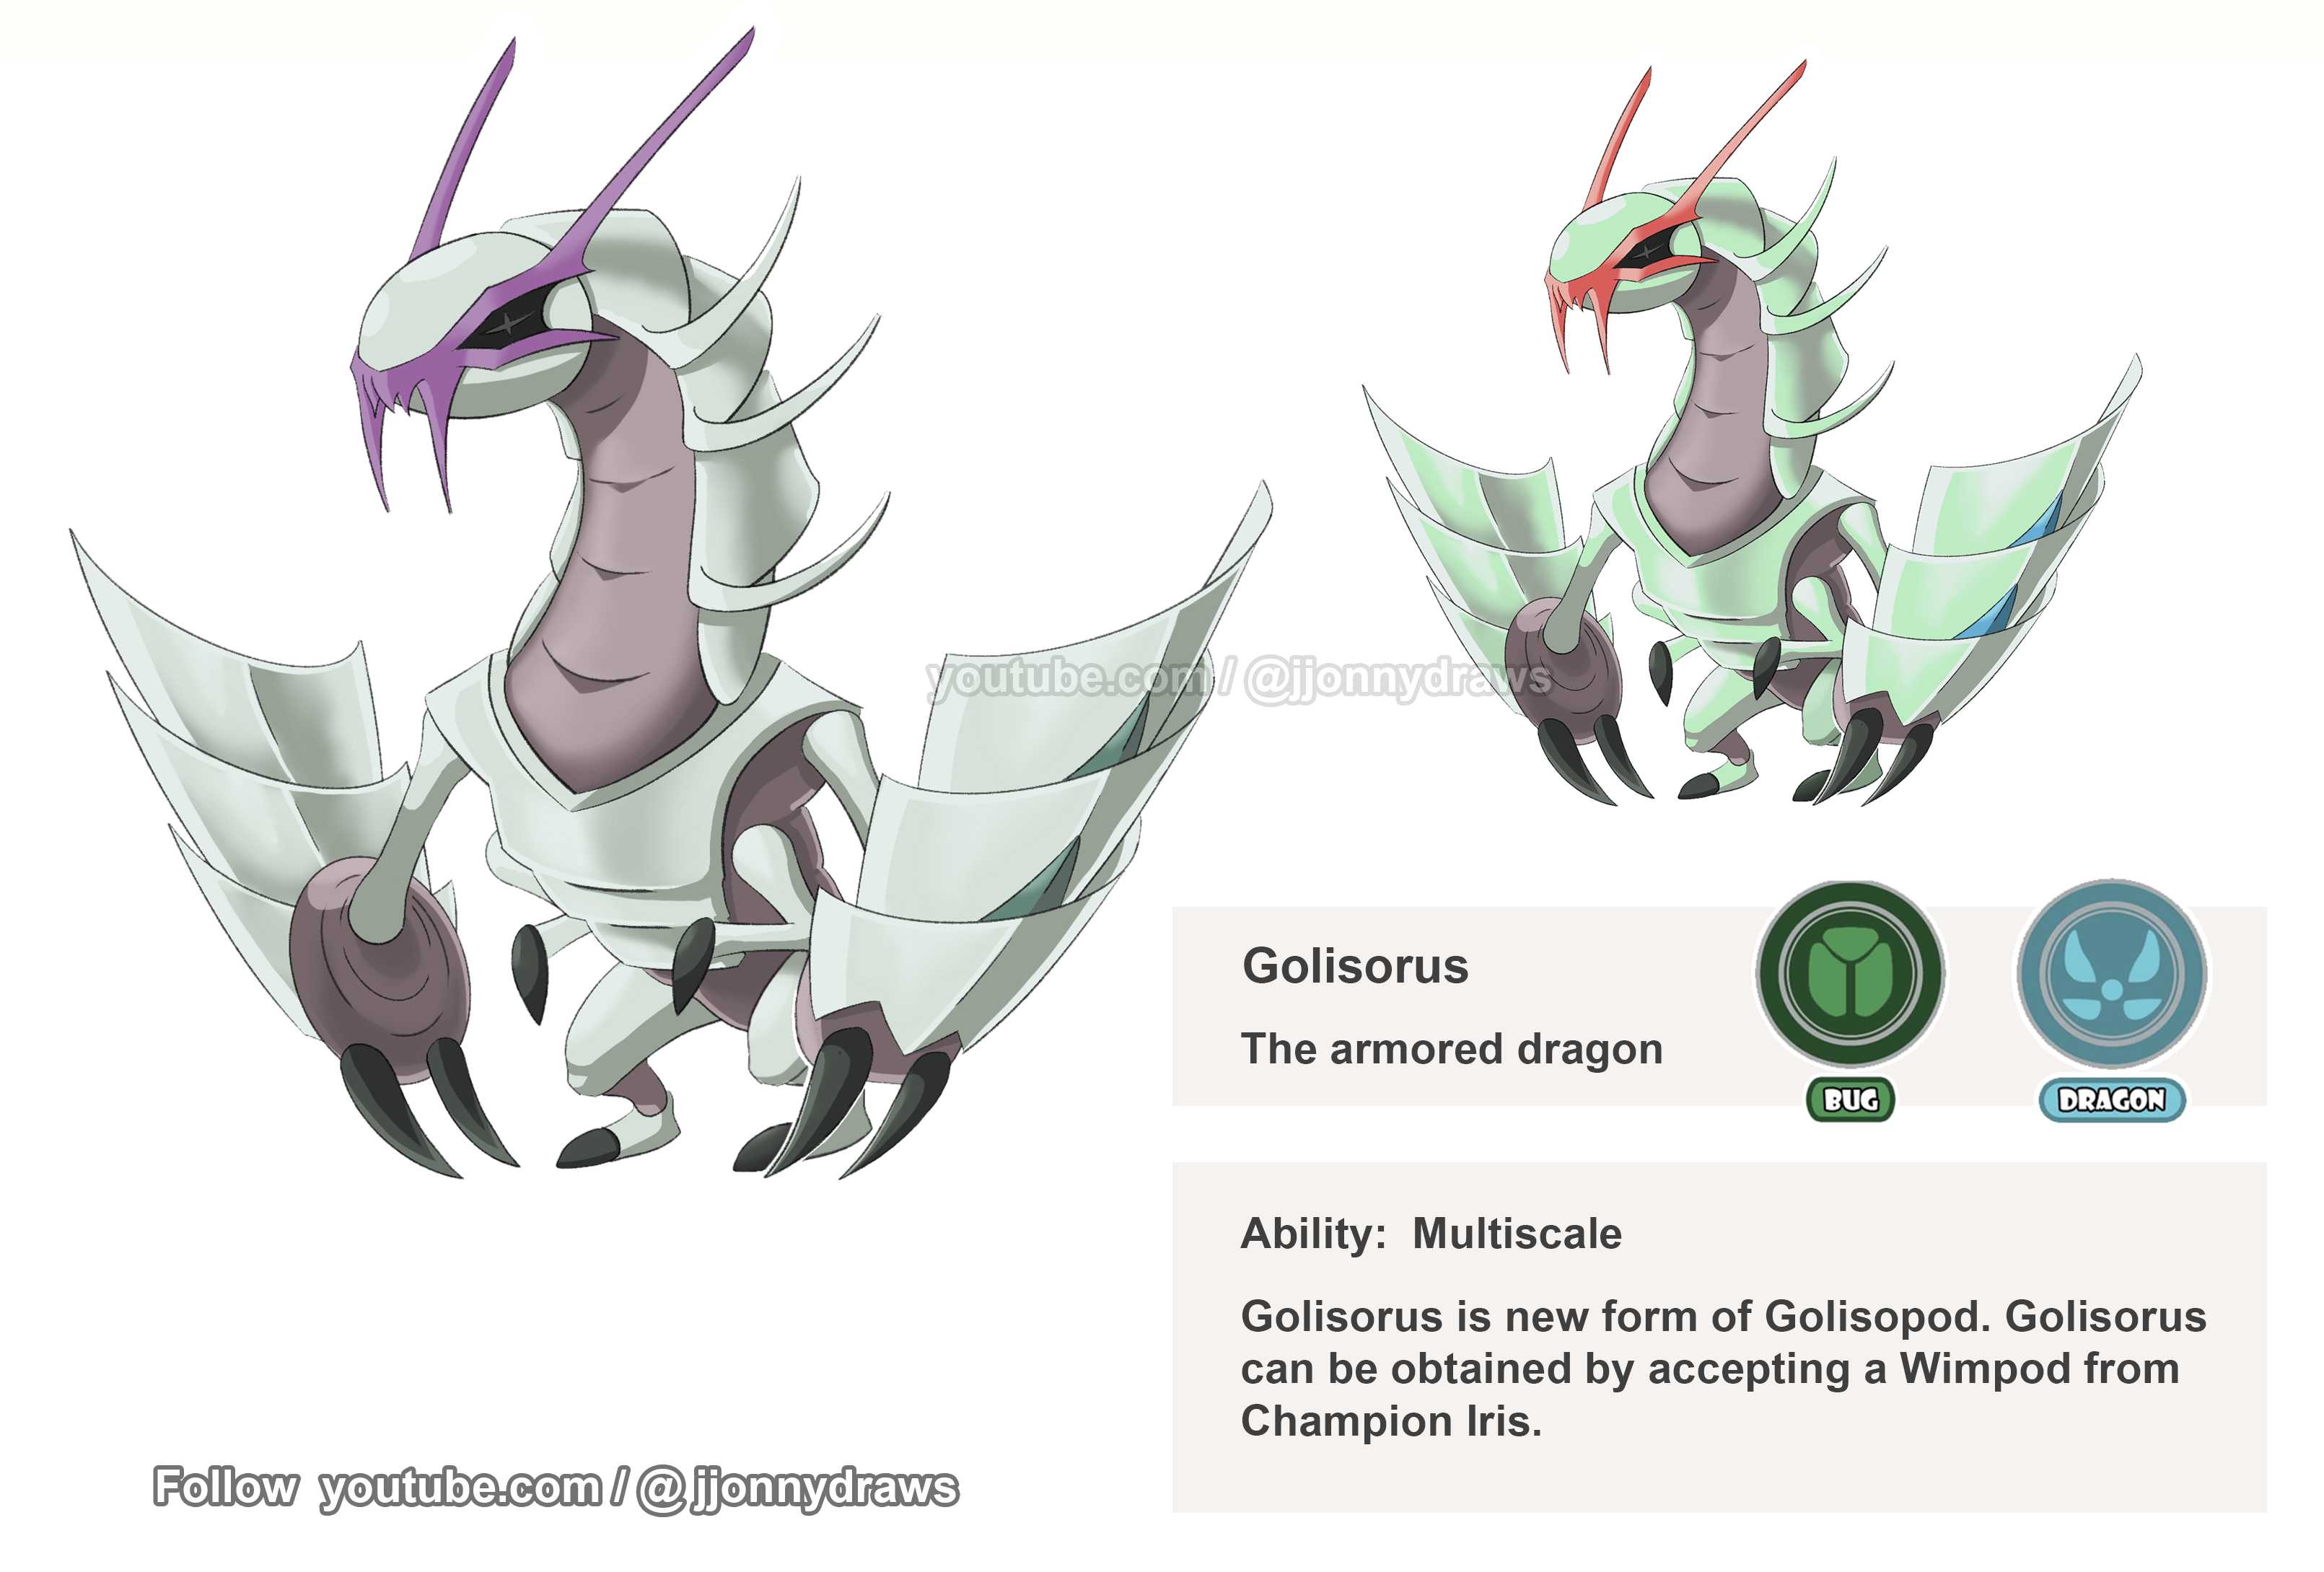 youtube.com / @jjonnydraws
Golisorus
The armored dragon
BUG
DRAGON
Ability:  Multiscale
Golisorus is new form of Golisopod. Golisorus
can be obtained by accepting a Wimpod from
Champion Iris.
Follow  youtube.com / @ jjonnydraws